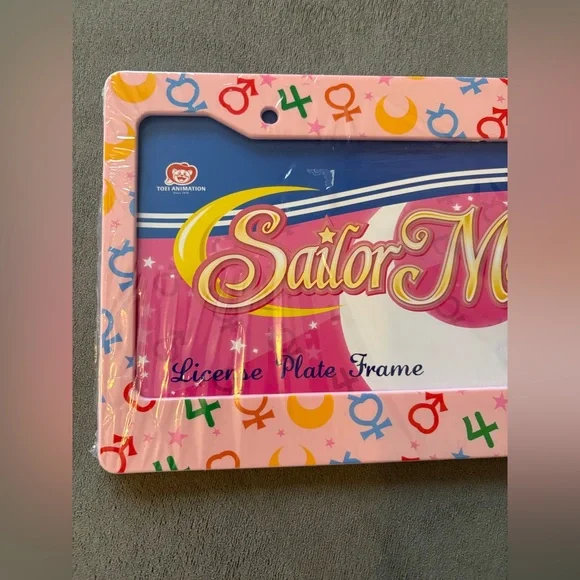 TOEI ANIMATION
Sailor M
License Plate Frame